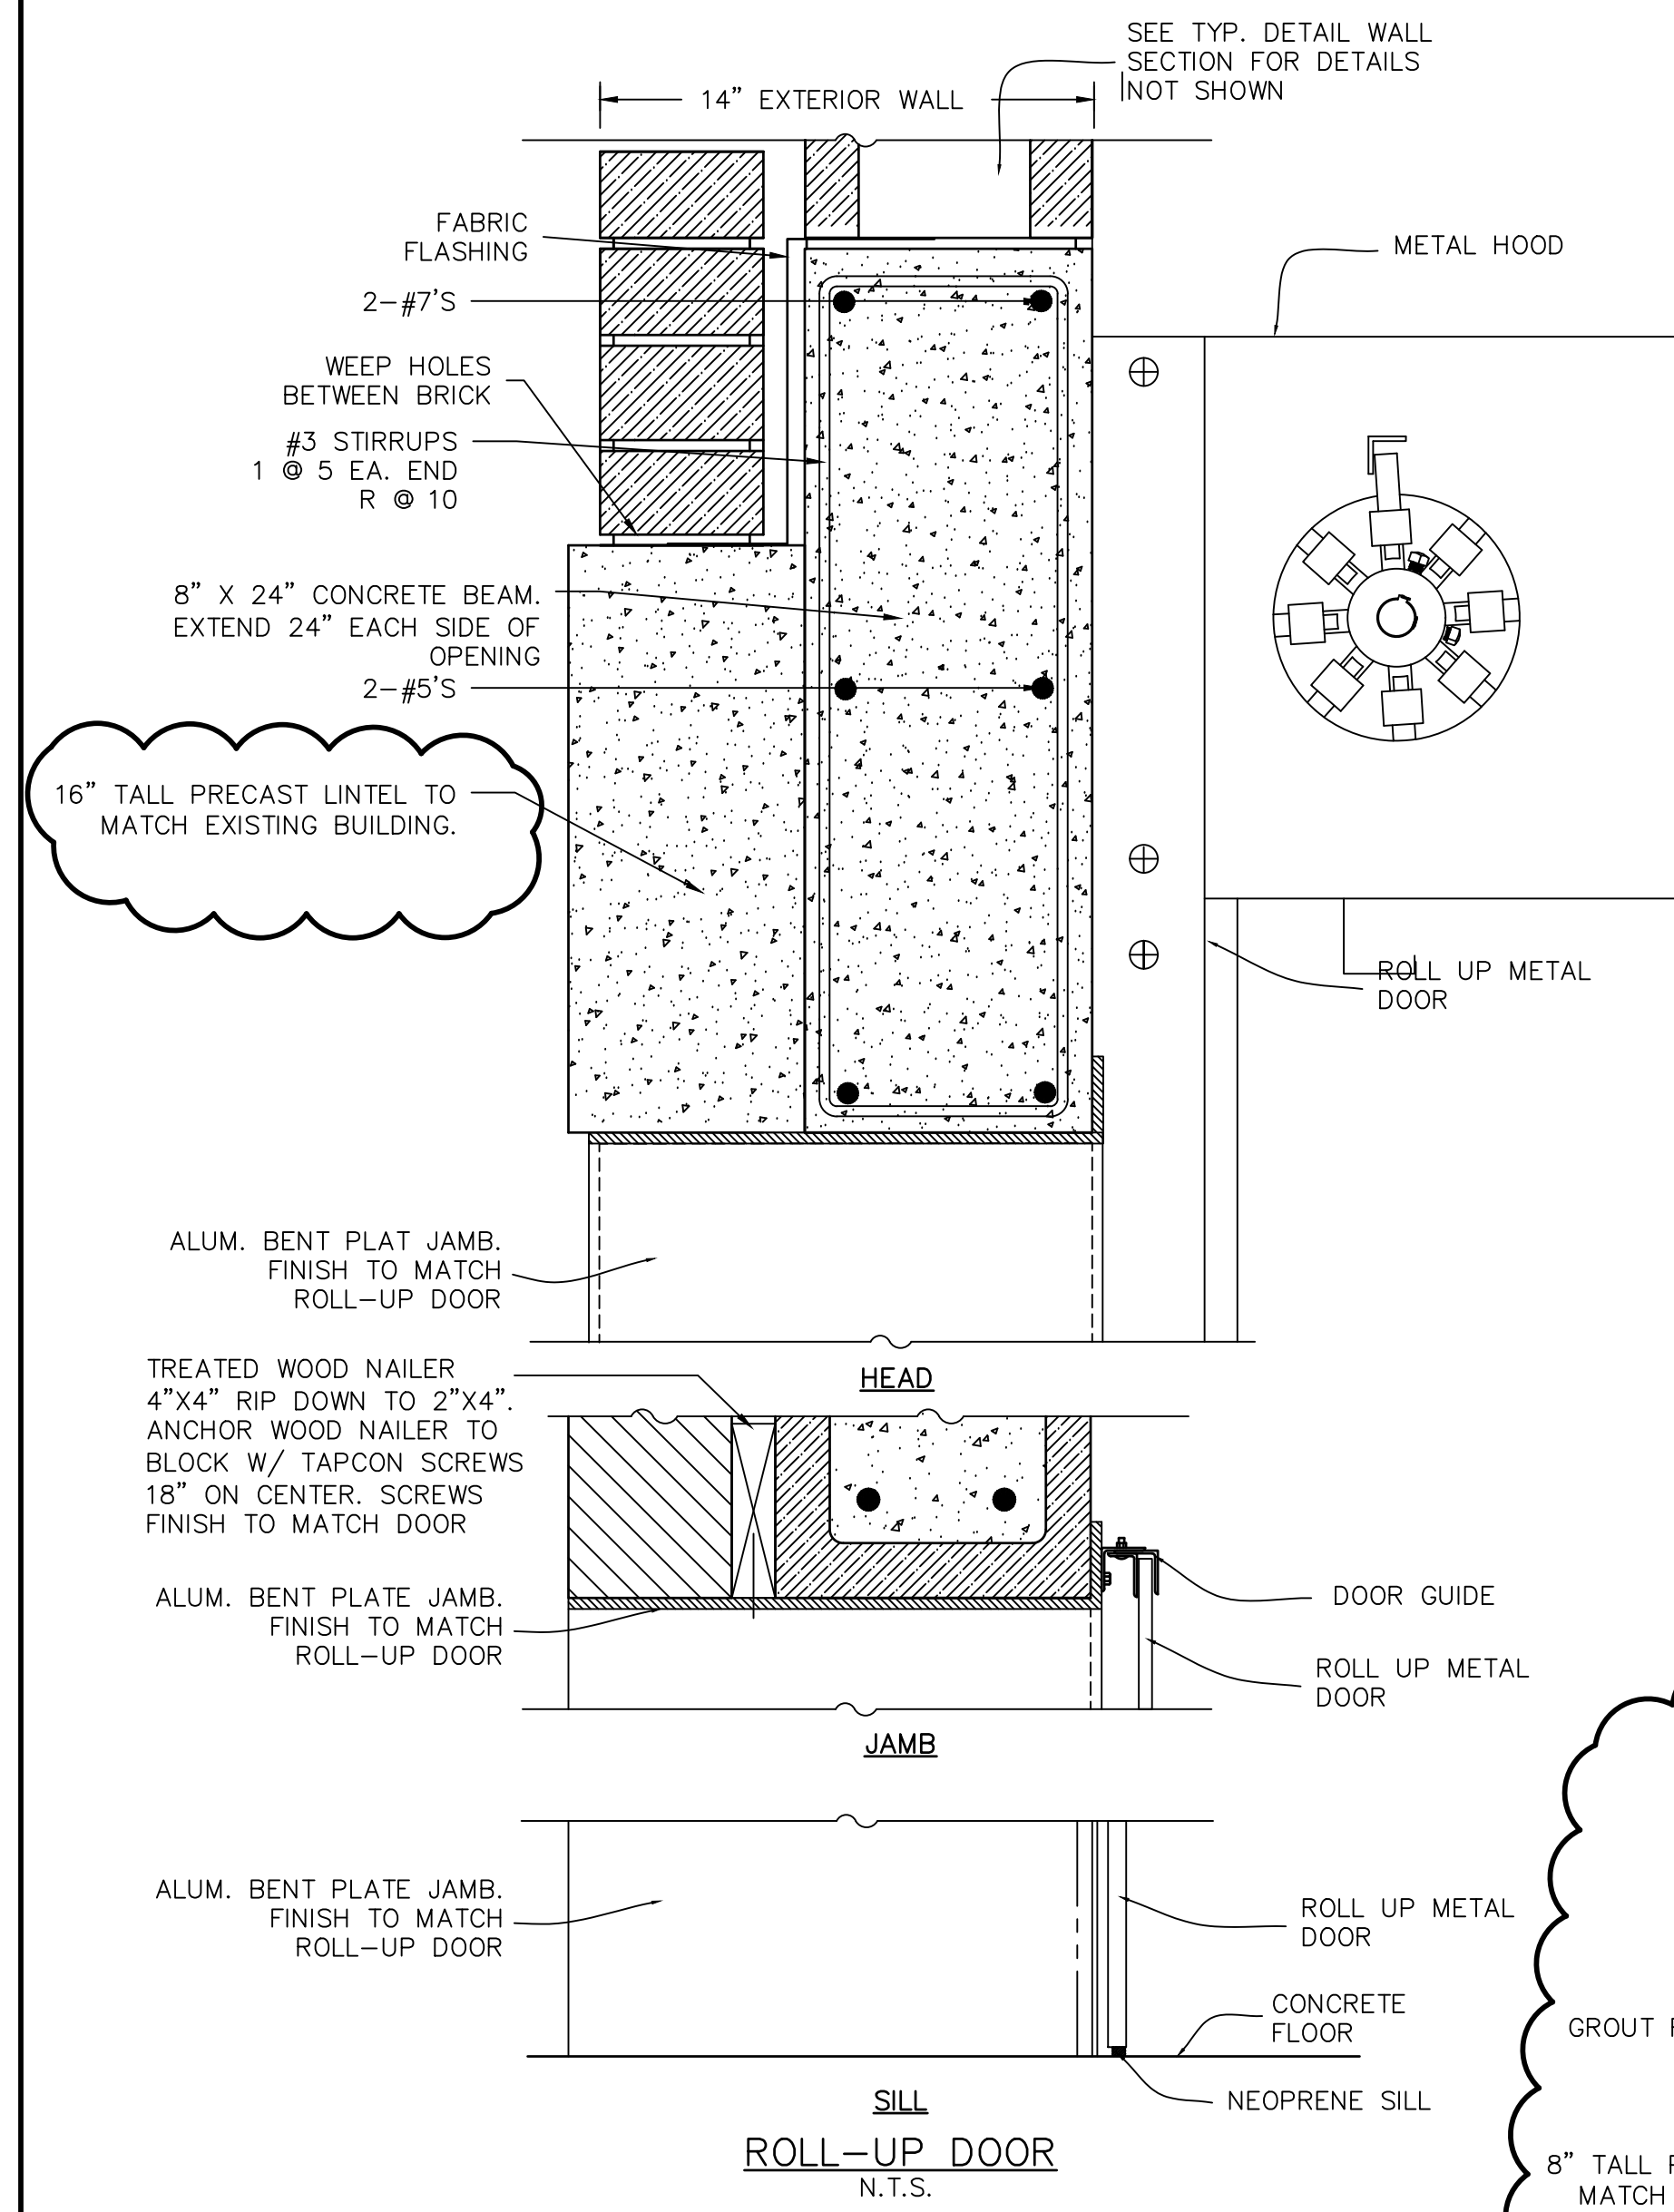 SEE TYP. DETAIL WALL
SECTION FOR DETAILS
NOT SHOWN
14" EXTERIOR WALL
FABRIC
FLASHING
METAL HOOD
2-#7'S
WEEP HOLES
BETWEEN BRICK
#3 STIRRUPS
1 @ 5 EA. END
R @ 10
8" X 24" CONCRETE BEAM.
EXTEND 24" EACH SIDE OF
OPENING
2-#5'S
16" TALL PRECAST LINTEL TO
MATCH EXISTING BUILDING.
ROLL UP METAL
DOOR
ALUM. BENT PLAT JAMB.
FINISH TO MATCH
ROLL-UP DOOR
HEAD
TREATED WOOD NAILER
4"X4" RIP DOWN TO 2"X4".
ANCHOR WOOD NAILER TO
BLOCK W/ TAPCON SCREWS
18" ON CENTER. SCREWS
FINISH TO MATCH DOOR
ALUM. BENT PLATE JAMB.
FINISH TO MATCH
ROLL-UP DOOR
DOOR GUIDE
ROLL UP METAL
DOOR
JAMB
ALUM. BENT PLATE JAMB.
FINISH TO MATCH
ROLL-UP DOOR
ROLL UP METAL
DOOR
CONCRETE
FLOOR
GROUT
NEOPRENE SILL
SILL
ROLL-UP DOOR
N.T.S.
8" TALL
MATCH